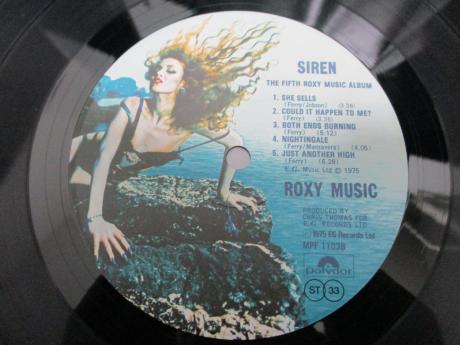 SIREN
THE FIFTH ROXY MUSIC ALBUM
1. SHE SELLS
(Ferry/Jobson) (3.39)
2. COULD IT HAPPEN TO ME?
(Ferry) (3.35)
3. BOTH ENDS BURNING
(Ferry) (5.12)
4. NIGHTINGALE
(Ferry/Manzanera) (4.06)
5. JUST ANOTHER HIGH
(Ferry) (6.28)
E.G. Music Ltd © 1975
ROXY MUSIC
PRODUCED BY
CHRIS THOMAS FOR
E.G. RECORDS LTD
℗1975 EG Records Ltd
MPF 1103B
Polydor
ST 33